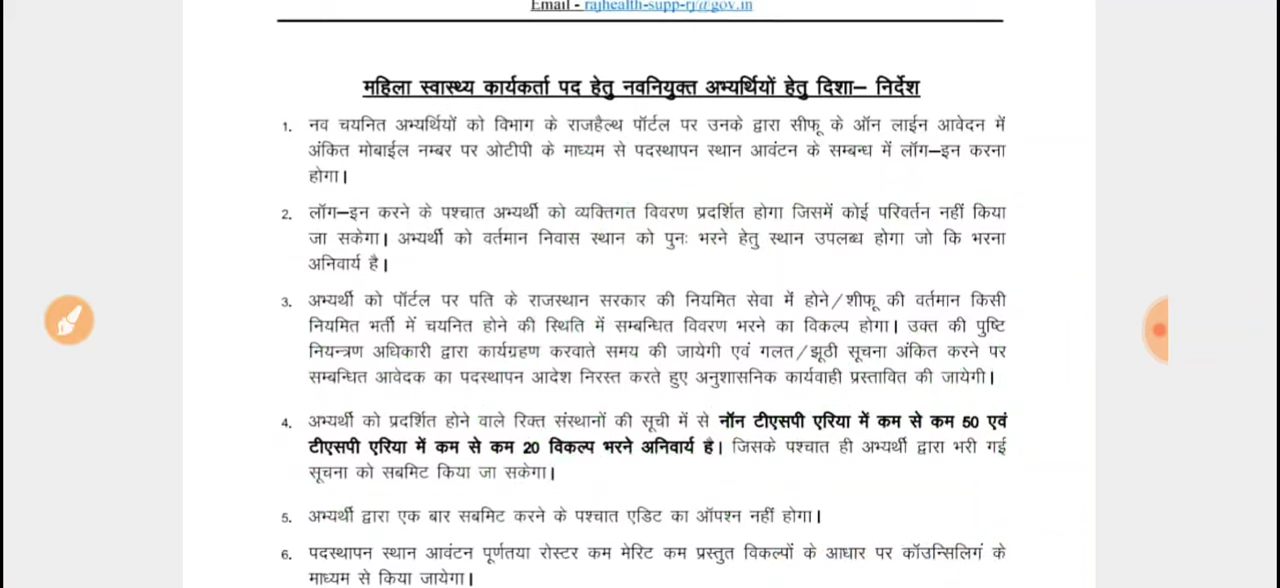 Email - rajhealth-supp-rj@gov.in
महिला स्वास्थ्य कार्यकर्ता पद हेतु नवनियुक्त अभ्यर्थियों हेतु दिशा– निर्देश
1. नव चयनित अभ्यर्थियों को विभाग के राजहैल्थ पॉर्टल पर उनके द्वारा सीफू के ऑन लाईन आवेदन में
अंकित मोबाईल नम्बर पर ओटीपी के माध्यम से पदस्थापन स्थान आवंटन के सम्बन्ध में लॉग–इन करना
होगा।
2. लॉग–इन करने के पश्चात अभ्यर्थी को व्यक्तिगत विवरण प्रदर्शित होगा जिसमें कोई परिवर्तन नहीं किया
जा सकेगा। अभ्यर्थी को वर्तमान निवास स्थान को पुनः भरने हेतु स्थान उपलब्ध होगा जो कि भरना
अनिवार्य है।
3. अभ्यर्थी को पॉर्टल पर पति के राजस्थान सरकार की नियमित सेवा में होने/शीफू की वर्तमान किसी
नियमित भर्ती में चयनित होने की स्थिति में सम्बन्धित विवरण भरने का विकल्प होगा। उक्त की पुष्टि
नियन्त्रण अधिकारी द्वारा कार्यग्रहण करवाते समय की जायेगी एवं गलत/झूठी सूचना अंकित करने पर
सम्बन्धित आवेदक का पदस्थापन आदेश निरस्त करते हुए अनुशासनिक कार्यवाही प्रस्तावित की जायेगी।
4. अभ्यर्थी को प्रदर्शित होने वाले रिक्त संस्थानों की सूची में से नॉन टीएसपी एरिया में कम से कम 50 एवं
टीएसपी एरिया में कम से कम 20 विकल्प भरने अनिवार्य है। जिसके पश्चात ही अभ्यर्थी द्वारा भरी गई
सूचना को सबमिट किया जा सकेगा।
5. अभ्यर्थी द्वारा एक बार सबमिट करने के पश्चात एडिट का ऑपश्न नहीं होगा।
6. पदस्थापन स्थान आवंटन पूर्णतया रोस्टर कम मेरिट कम प्रस्तुत विकल्पों के आधार पर कॉउन्सिलिगं के
माध्यम से किया जायेगा।